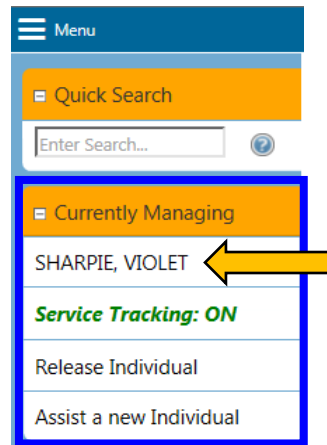 Menu
Quick Search
Enter Search...
?
Currently Managing
SHARPIE, VIOLET
Service Tracking: ON
Release Individual
Assist a new Individual